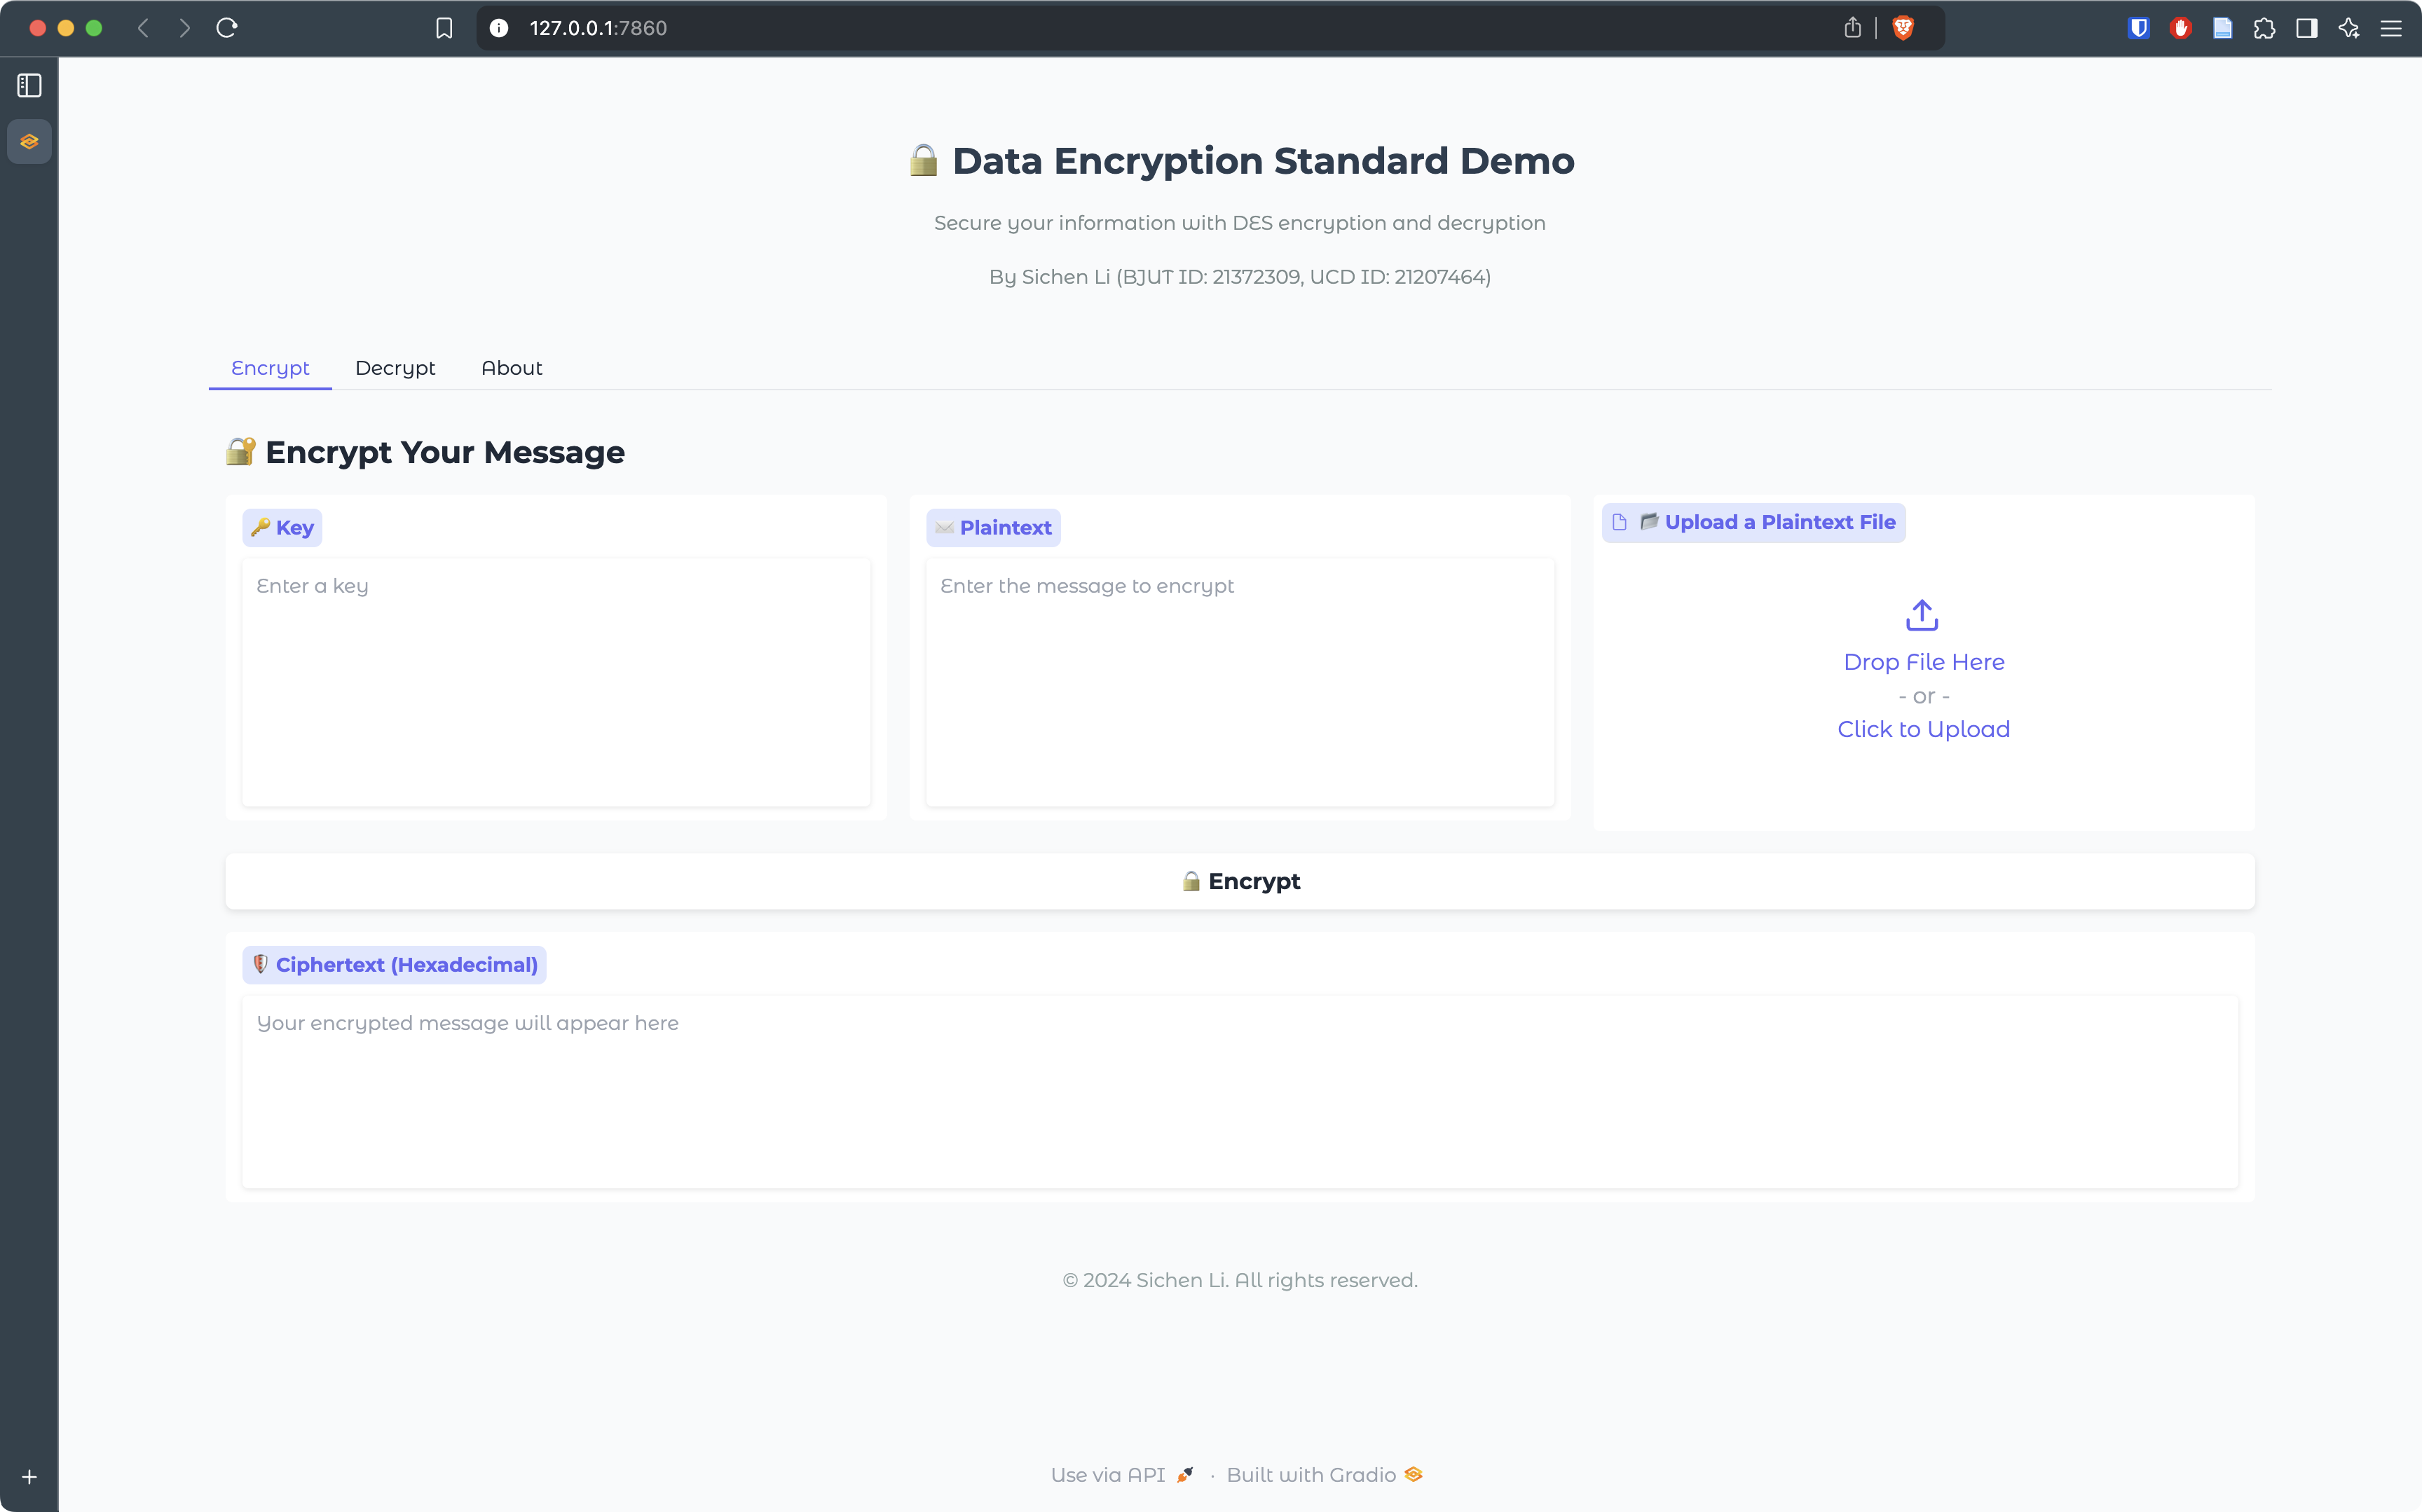 127.0.0.1:7860
🔒 Data Encryption Standard Demo
Secure your information with DES encryption and decryption
By Sichen Li (BJUT ID: 21372309, UCD ID: 21207464)
Encrypt Decrypt About
🔐 Encrypt Your Message
🔑 Key
Enter a key
✉️ Plaintext
Enter the message to encrypt
📂 Upload a Plaintext File
Drop File Here
- or -
Click to Upload
🔒 Encrypt
🛡️ Ciphertext (Hexadecimal)
Your encrypted message will appear here
© 2024 Sichen Li. All rights reserved.
Use via API 🚀 · Built with Gradio